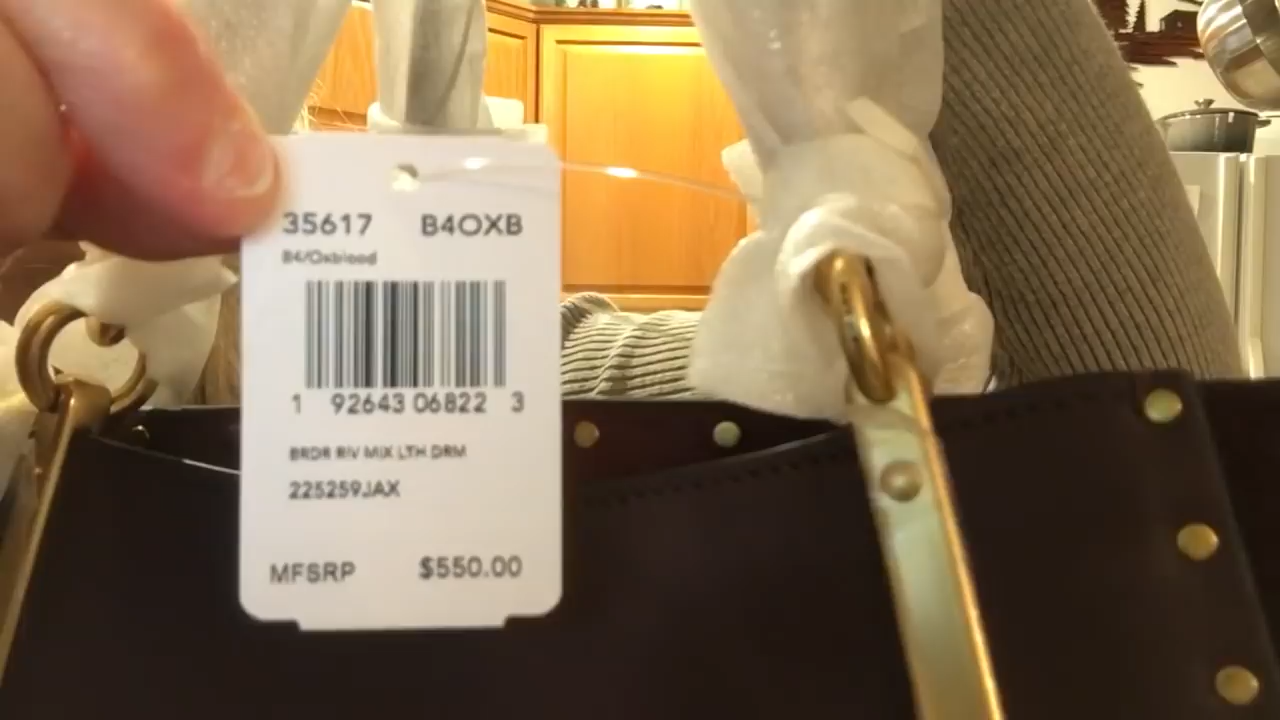 35617 B4OXB
B4/Oxblood
1 92643 06822 3
BRDR RIV MIX LTH DRM
225259JAX
MFSRP $550.00